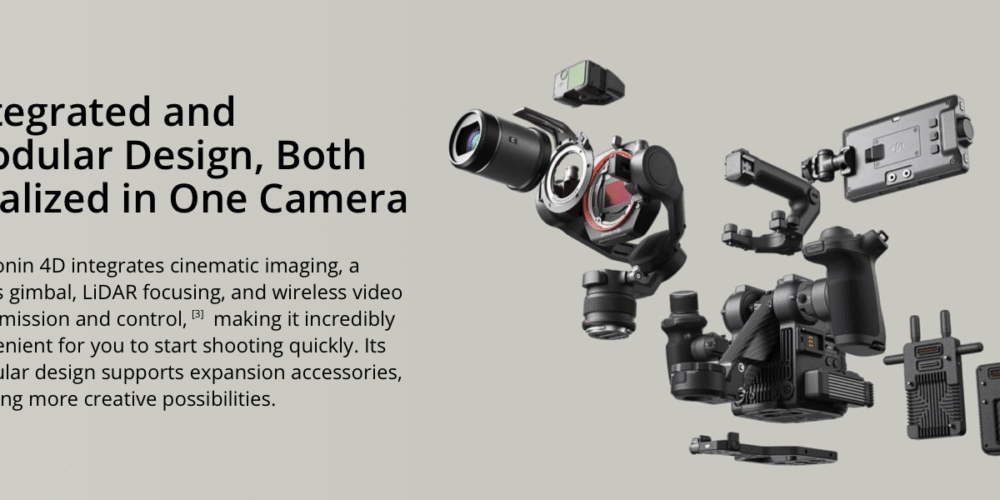 tegrated and
odular Design, Both
alized in One Camera
onin 4D integrates cinematic imaging, a
s gimbal, LiDAR focusing, and wireless video
mission and control, [3] making it incredibly
enient for you to start shooting quickly. Its
ular design supports expansion accessories,
ng more creative possibilities.
DJI